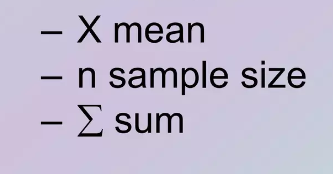 – X mean
– n sample size
– ∑ sum